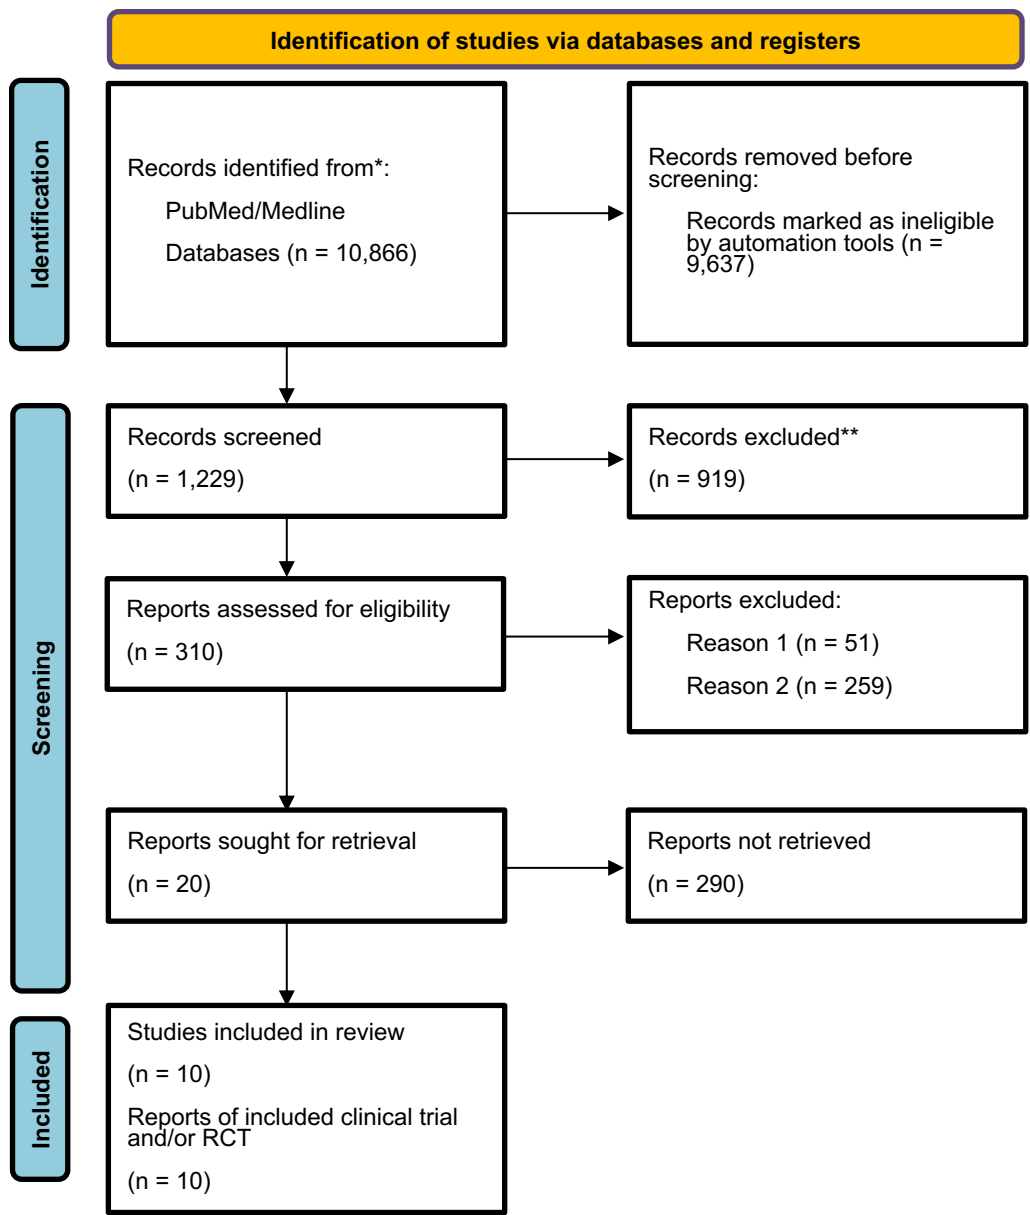 Identification of studies via databases and registers
Identification
Records identified from*:
PubMed/Medline
Databases (n = 10,866)
Records removed before
screening:
Records marked as ineligible
by automation tools (n =
9,637)
Screening
Records screened
(n = 1,229)
Records excluded**
(n = 919)
Reports assessed for eligibility
(n = 310)
Reports excluded:
Reason 1 (n = 51)
Reason 2 (n = 259)
Reports sought for retrieval
(n = 20)
Reports not retrieved
(n = 290)
Included
Studies included in review
(n = 10)
Reports of included clinical trial
and/or RCT
(n = 10)